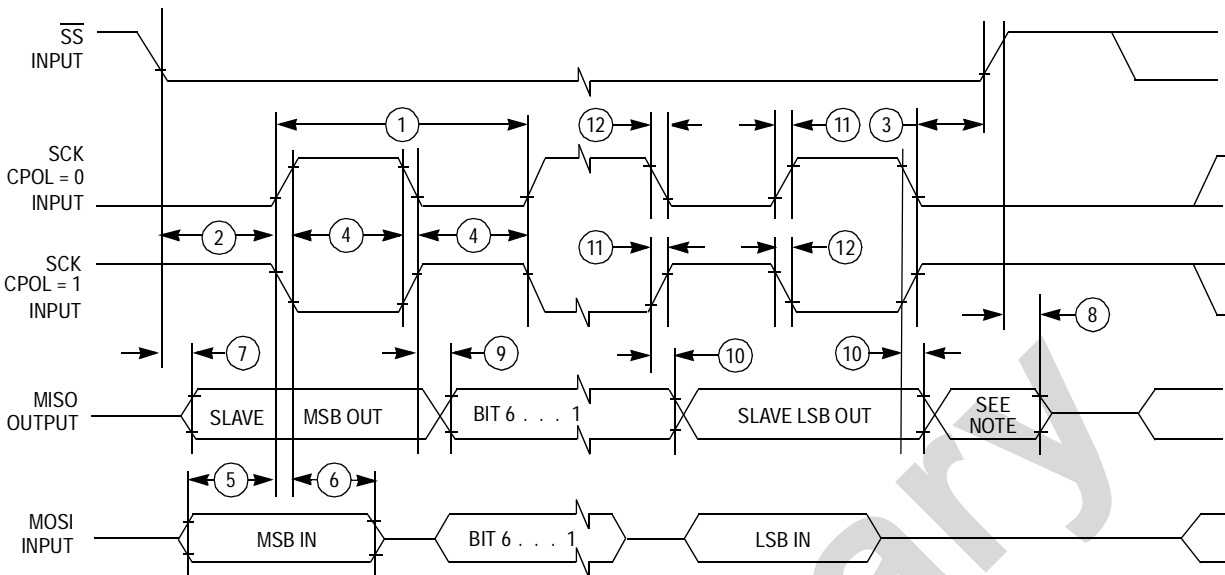 SS
INPUT
1
12
11
3
SCK
CPOL = 0
INPUT
2
4
4
SCK
CPOL = 1
INPUT
11
12
8
7
9
10
10
MISO
OUTPUT
SLAVE MSB OUT
BIT 6 . . . 1
SLAVE LSB OUT
SEE
NOTE
5
6
MOSI
INPUT
MSB IN
BIT 6 . . . 1
LSB IN
ary